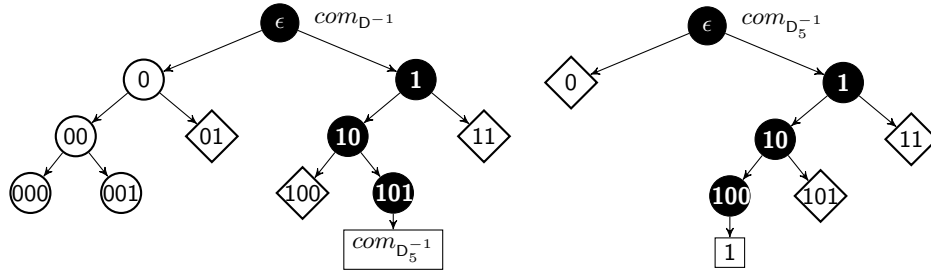 ϵ com_{D^{-1}} ϵ com_{D_5^{-1}}
0 1 0 1
00 01 10 11 10 11
000 001 100 101 100 101
com_{D_5^{-1}} 1